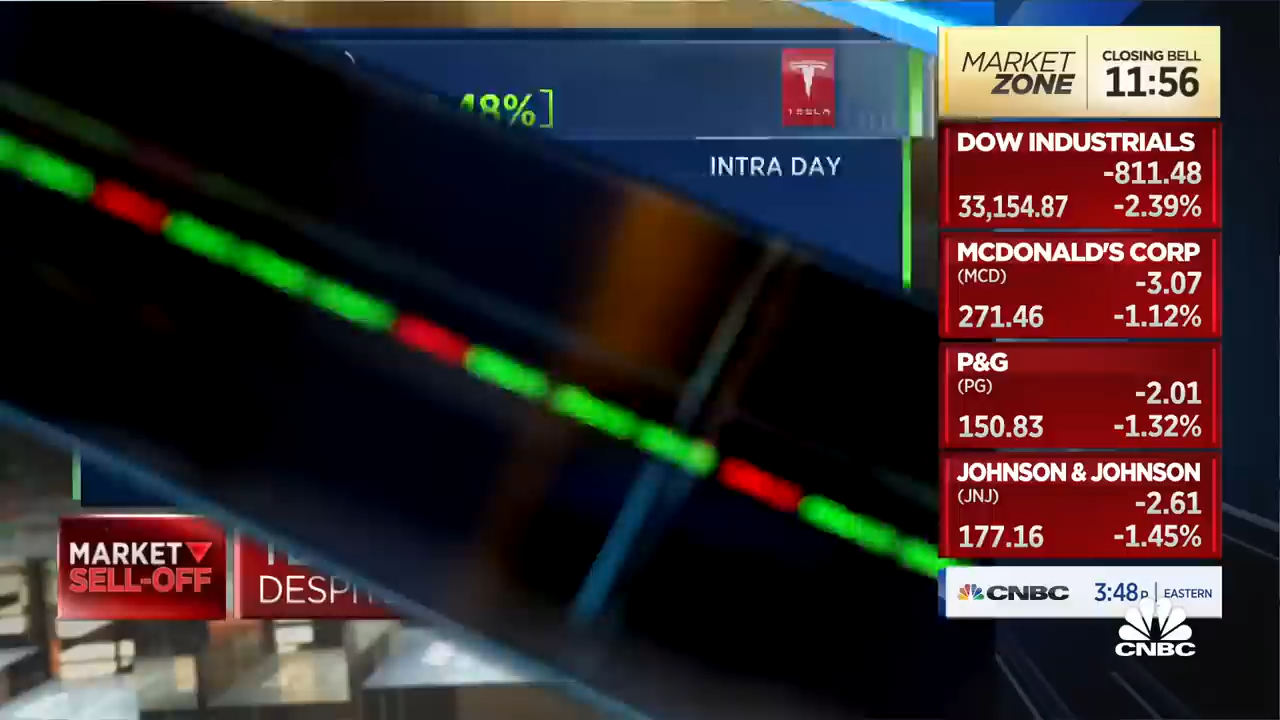 48%]
TESLA
INTRA DAY
MARKET
SELL-OFF
MARKET
ZONE
CLOSING BELL
11:56
DOW INDUSTRIALS
-811.48
33,154.87 -2.39%
MCDONALD'S CORP
(MCD) -3.07
271.46 -1.12%
P&G
(PG) -2.01
150.83 -1.32%
JOHNSON & JOHNSON
(JNJ) -2.61
177.16 -1.45%
CNBC 3:48P EASTERN
CNBC